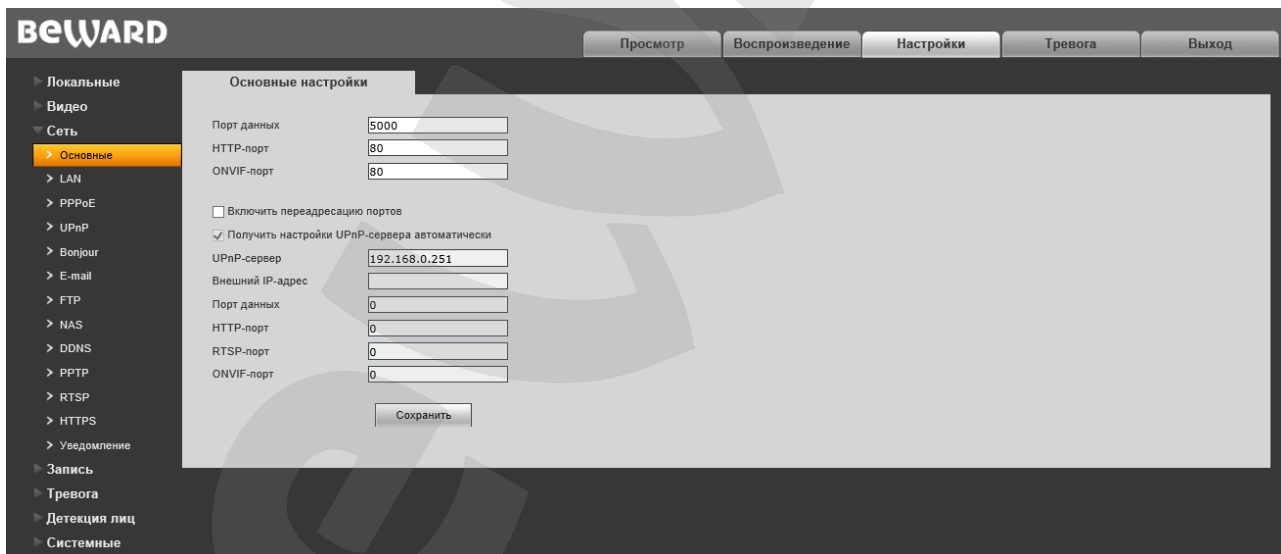 BEWARD
Просмотр Воспроизведение Настройки Тревога Выход
Локальные
Видео
Сеть
Основные
LAN
PPPoE
UPnP
Bonjour
E-mail
FTP
NAS
DDNS
PPTP
RTSP
HTTPS
Уведомление
Запись
Тревога
Детекция лиц
Системные
Основные настройки
Порт данных 5000
HTTP-порт 80
ONVIF-порт 80
Включить переадресацию портов
Получить настройки UPnP-сервера автоматически
UPnP-сервер 192.168.0.251
Внешний IP-адрес
Порт данных 0
HTTP-порт 0
RTSP-порт 0
ONVIF-порт 0
Сохранить